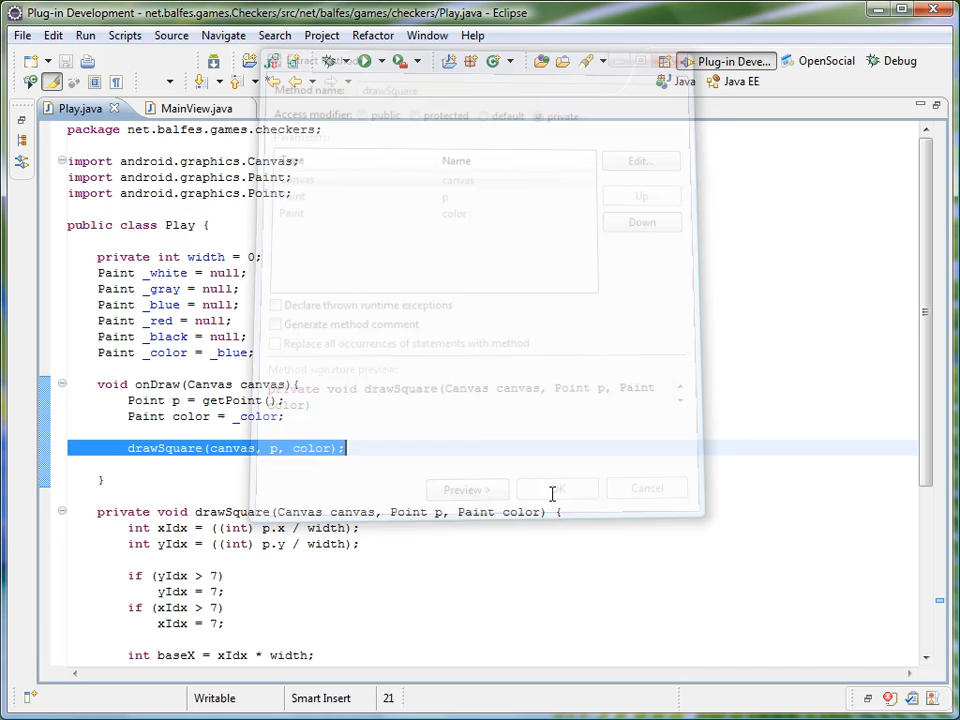 Plug-in Development - net.balfes.games.Checkers/src/net/balfes/games/checkers/Play.java - Eclipse
File Edit Run Scripts Source Navigate Search Project Refactor Window Help
Plug-in Deve... OpenSocial Debug
Java Java EE
Play.java MainView.java
Method name: drawSquare
Access modifier: public protected default private
Parameters:
Type Name
Canvas canvas Edit...
Point p Up
Paint color Down
Declare thrown runtime exceptions
Generate method comment
Replace all occurrences of statements with method
Method signature preview:
private void drawSquare(Canvas canvas, Point p, Paint
color)
Preview > OK Cancel
package net.balfes.games.checkers;
import android.graphics.Canvas;
import android.graphics.Paint;
import android.graphics.Point;
public class Play {
private int width = 0;
Paint _white = null;
Paint _gray = null;
Paint _blue = null;
Paint _red = null;
Paint _black = null;
Paint _color = _blue;
void onDraw(Canvas canvas){
Point p = getPoint();
Paint color = _color;
drawSquare(canvas, p, color);
}
private void drawSquare(Canvas canvas, Point p, Paint color) {
int xIdx = ((int) p.x / width);
int yIdx = ((int) p.y / width);
if (yIdx > 7)
yIdx = 7;
if (xIdx > 7)
xIdx = 7;
int baseX = xIdx * width;
Writable Smart Insert 21